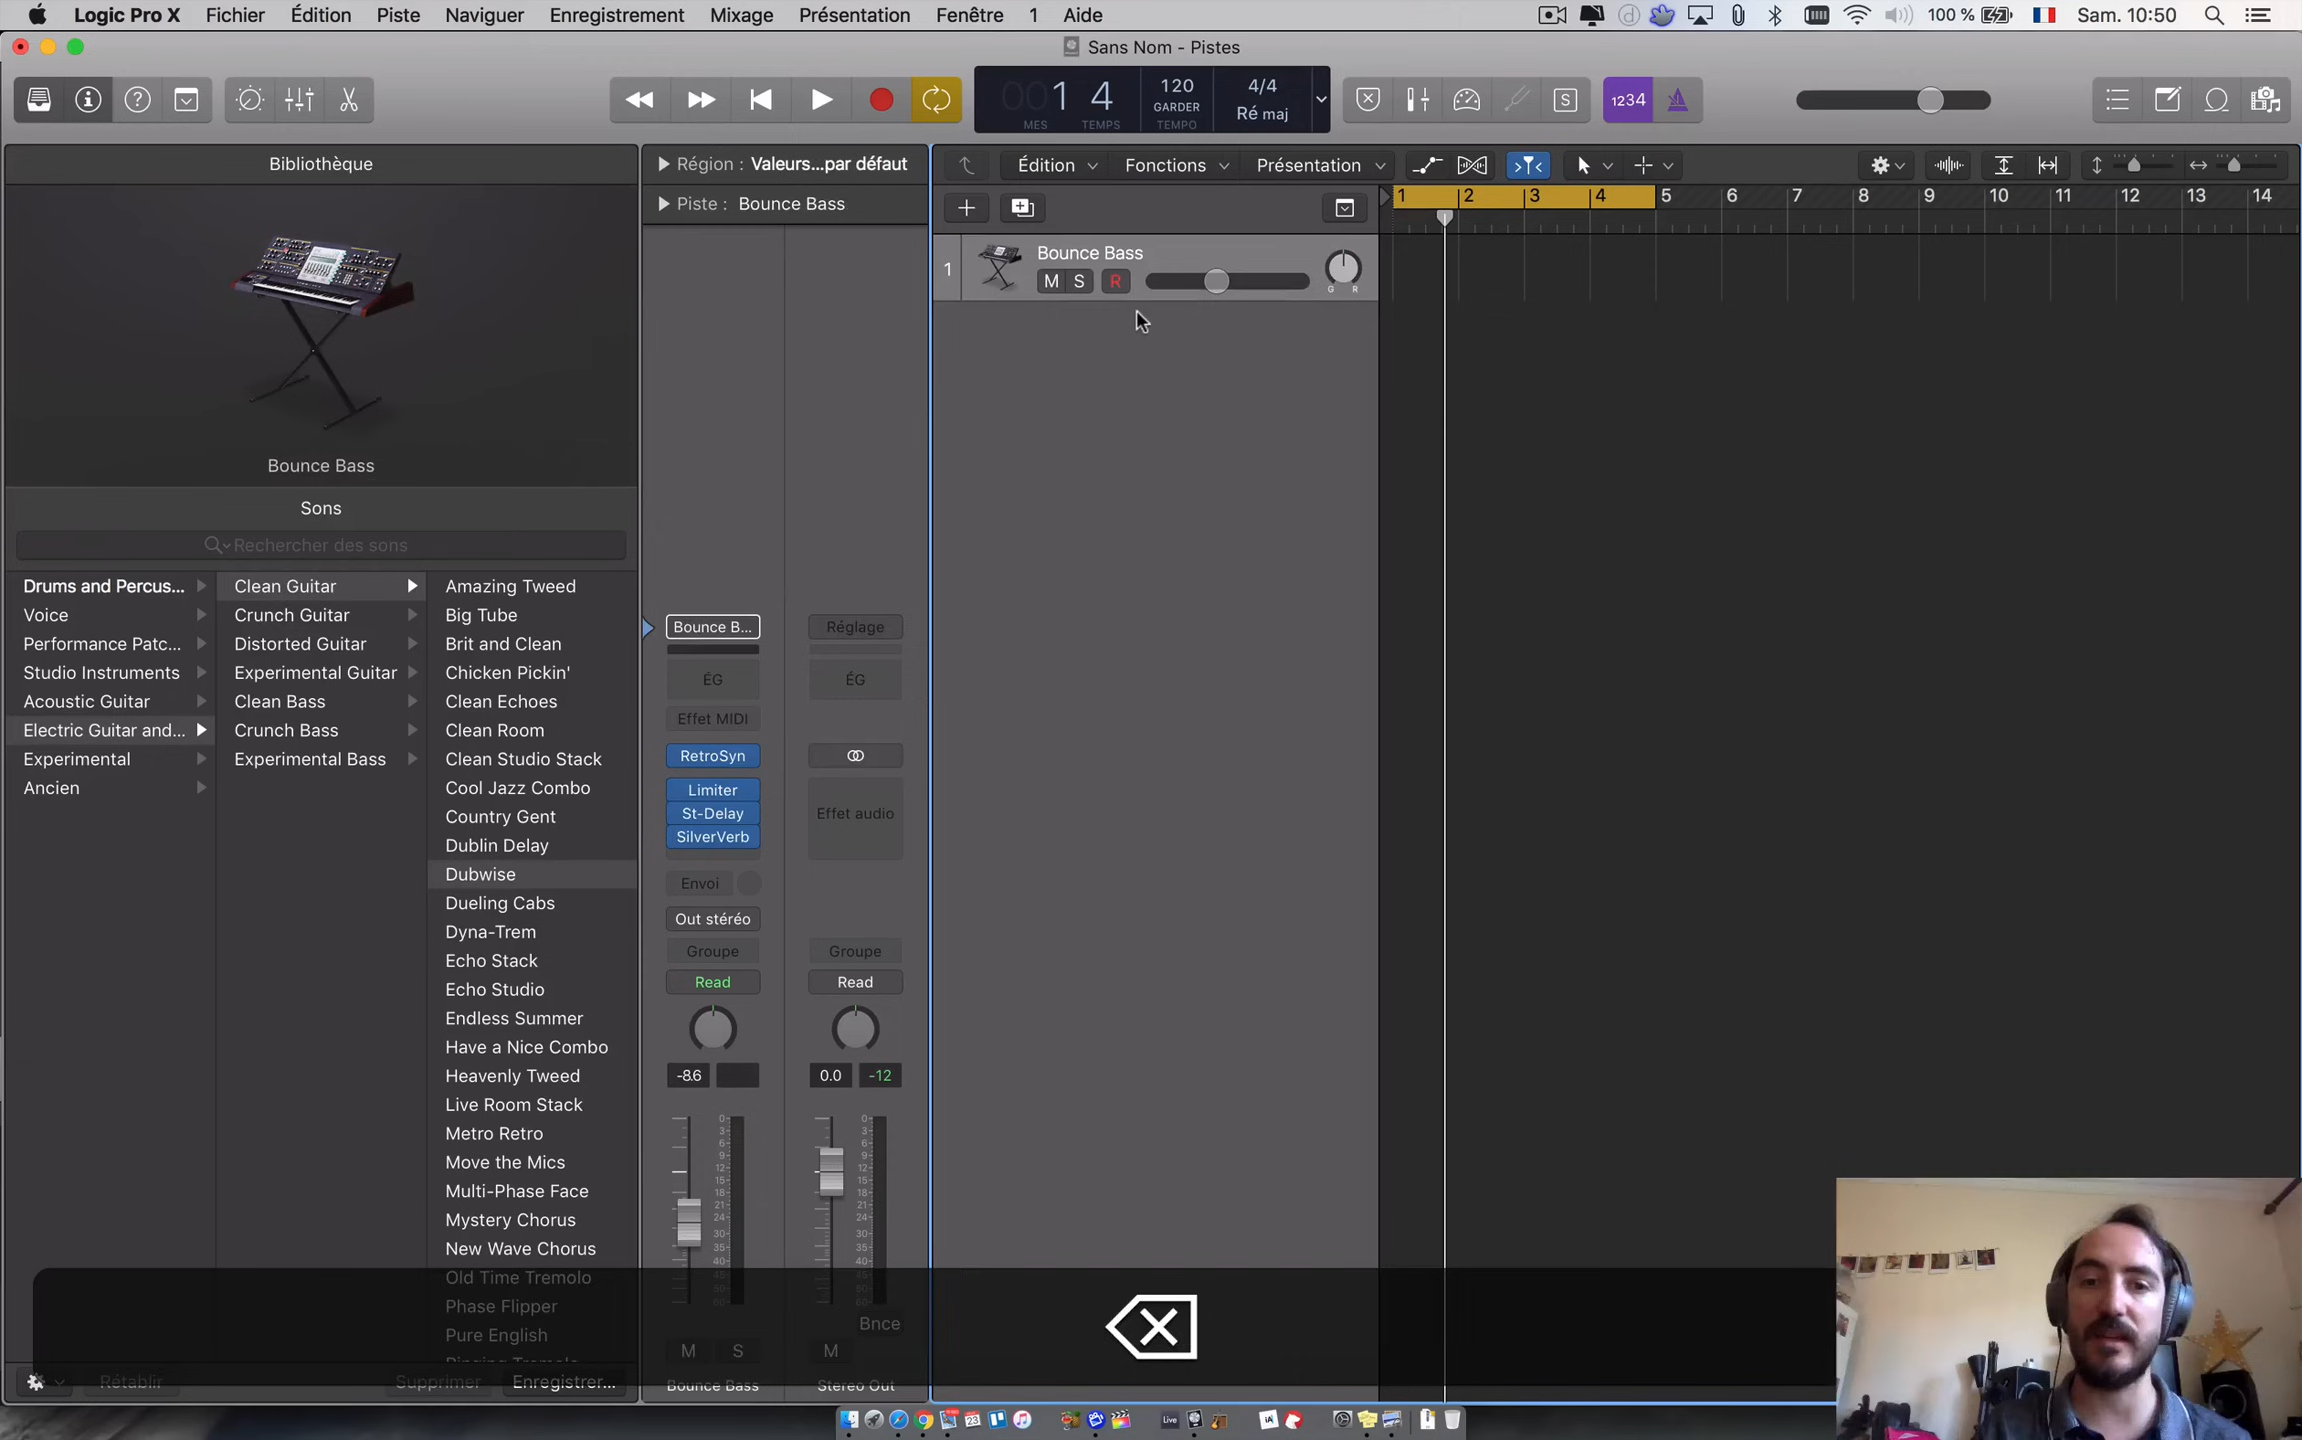 Logic Pro X Fichier Édition Piste Naviguer Enregistrement Mixage Présentation Fenêtre 1 Aide 100 % Sam. 10:50
Sans Nom - Pistes
001 4
MES TEMPS
120
GARDER
TEMPO
4/4
Ré maj
S
1234
Bibliothèque
Bounce Bass
Sons
Rechercher des sons
Drums and Percus...
Voice
Performance Patc...
Studio Instruments
Acoustic Guitar
Electric Guitar and...
Experimental
Ancien
Clean Guitar
Crunch Guitar
Distorted Guitar
Experimental Guitar
Clean Bass
Crunch Bass
Experimental Bass
Amazing Tweed
Big Tube
Brit and Clean
Chicken Pickin'
Clean Echoes
Clean Room
Clean Studio Stack
Cool Jazz Combo
Country Gent
Dublin Delay
Dubwise
Dueling Cabs
Dyna-Trem
Echo Stack
Echo Studio
Endless Summer
Have a Nice Combo
Heavenly Tweed
Live Room Stack
Metro Retro
Move the Mics
Multi-Phase Face
Mystery Chorus
New Wave Chorus
Old Time Tremolo
Phase Flipper
Pure English
Rétablir Supprimer Enregistrer...
Région : Valeurs...par défaut
Piste : Bounce Bass
Bounce B...
ÉG
Effet MIDI
RetroSyn
Limiter
St-Delay
SilverVerb
Envoi
Out stéréo
Groupe
Read
-8.6
M S
Bounce Bass
Réglage
ÉG
Effet audio
Groupe
Read
0.0 -12
Bnce
M
Stereo Out
Édition Fonctions Présentation
1 2 3 4 5 6 7 8 9 10 11 12 13 14
1
Bounce Bass
M S R
G R
23
Live
iA